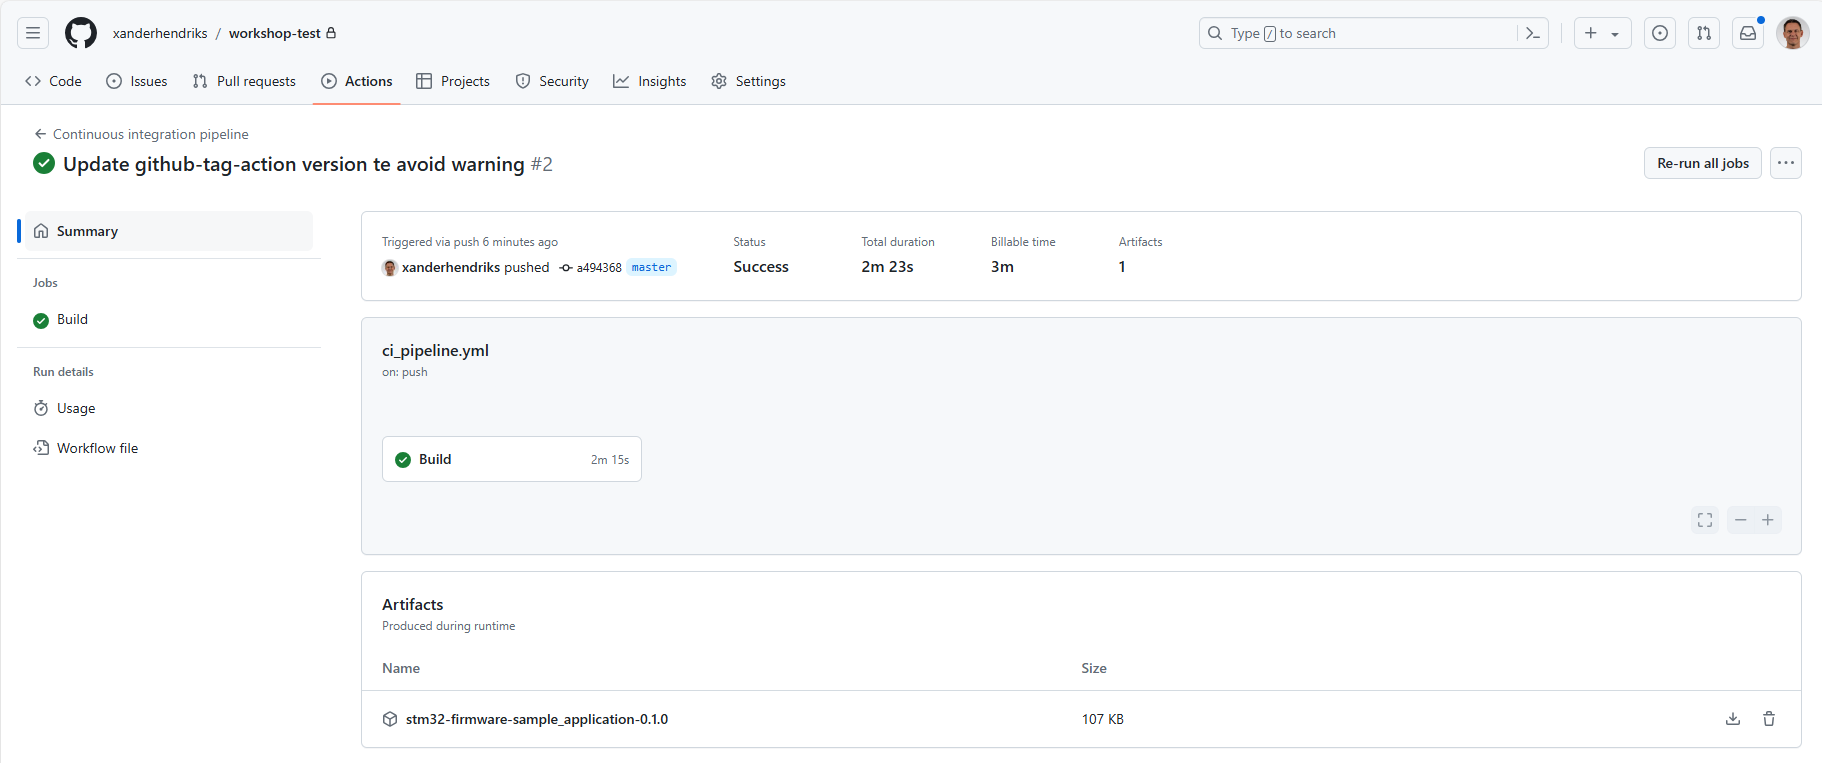 xanderhendriks / workshop-test
Type / to search
Code
Issues
Pull requests
Actions
Projects
Security
Insights
Settings
Continuous integration pipeline
Update github-tag-action version te avoid warning #2
Re-run all jobs
Summary
Jobs
Build
Run details
Usage
Workflow file
Triggered via push 6 minutes ago
xanderhendriks pushed a494368 master
Status
Success
Total duration
2m 23s
Billable time
3m
Artifacts
1
ci_pipeline.yml
on: push
Build 2m 15s
Artifacts
Produced during runtime
Name Size
stm32-firmware-sample_application-0.1.0 107 KB